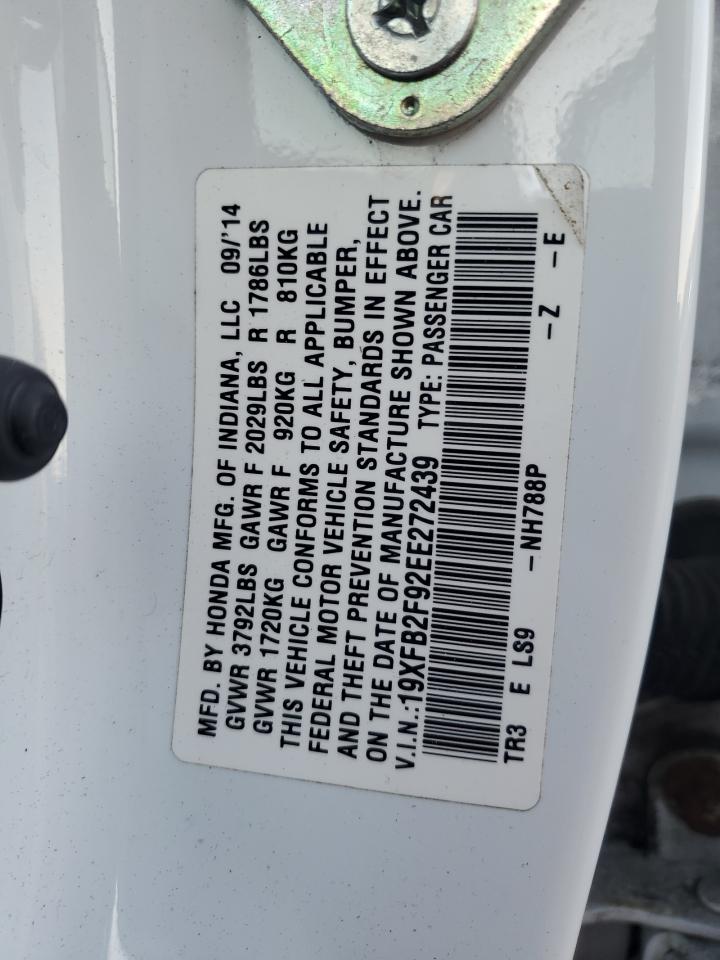 MFD. BY HONDA MFG. OF INDIANA, LLC 09/'14
GVWR 3792LBS GAWR F 2029LBS R 1786LBS
GVWR 1720KG GAWR F 920KG R 810KG
THIS VEHICLE CONFORMS TO ALL APPLICABLE
FEDERAL MOTOR VEHICLE SAFETY, BUMPER,
AND THEFT PREVENTION STANDARDS IN EFFECT
ON THE DATE OF MANUFACTURE SHOWN ABOVE.
V.I.N.:19XFB2F92EE272439 TYPE: PASSENGER CAR
TR3 E LS9 -NH788P -Z -E